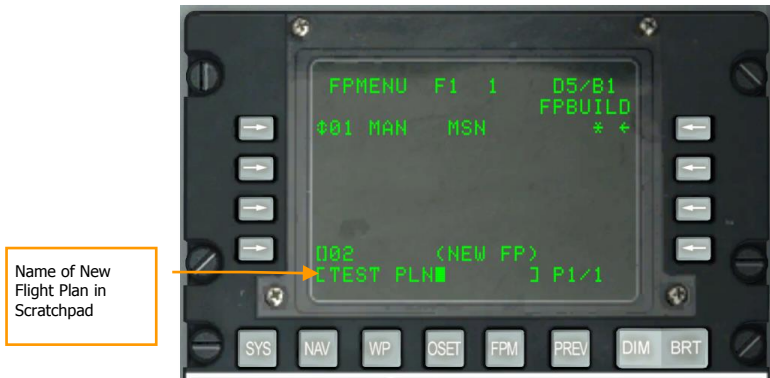 FPMENU F1 1 D5/B1
FPBUILD
↕01 MAN MSN * ←
[]02 (NEW FP)
[TEST PLN█ ] P1/1
Name of New
Flight Plan in
Scratchpad
SYS NAV WP OSET FPM PREV DIM BRT